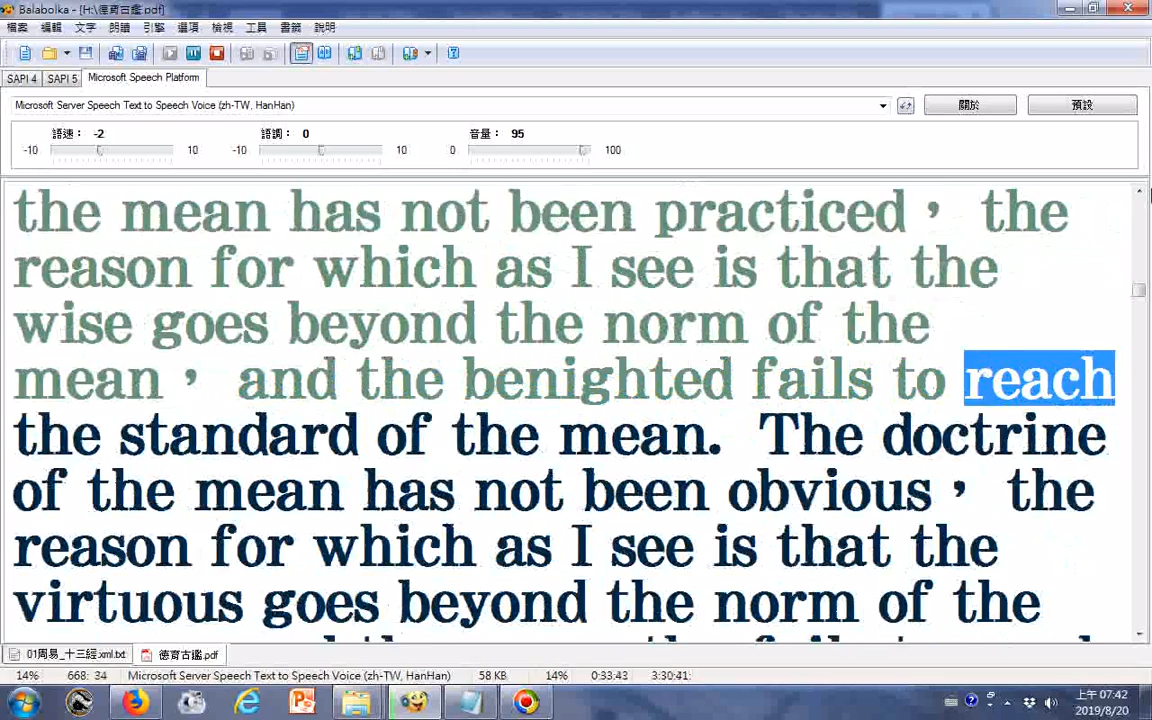 Balabolka - [H:\德育古鑑.pdf]
檔案 編輯 文字 朗讀 引擎 選項 檢視 工具 書籤 說明
SAPI 4 SAPI 5 Microsoft Speech Platform
Microsoft Server Speech Text to Speech Voice (zh-TW, HanHan) 關於 預設
語速： -2 語調： 0 音量： 95
-10 10 -10 10 0 100
the mean has not been practiced， the
reason for which as I see is that the
wise goes beyond the norm of the
mean， and the benighted fails to reach
the standard of the mean. The doctrine
of the mean has not been obvious， the
reason for which as I see is that the
virtuous goes beyond the norm of the
01周易_十三經.xml.txt 德育古鑑.pdf
14% 668: 34 Microsoft Server Speech Text to Speech Voice (zh-TW, HanHan) 58 KB 14% 0:33:43 3:30:41:
上午 07:42
2019/8/20